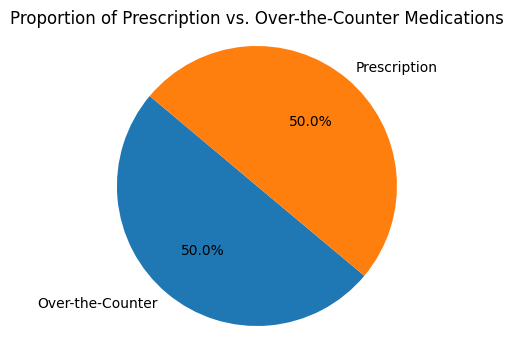 Proportion of Prescription vs. Over-the-Counter Medications
Prescription
50.0%
50.0%
Over-the-Counter